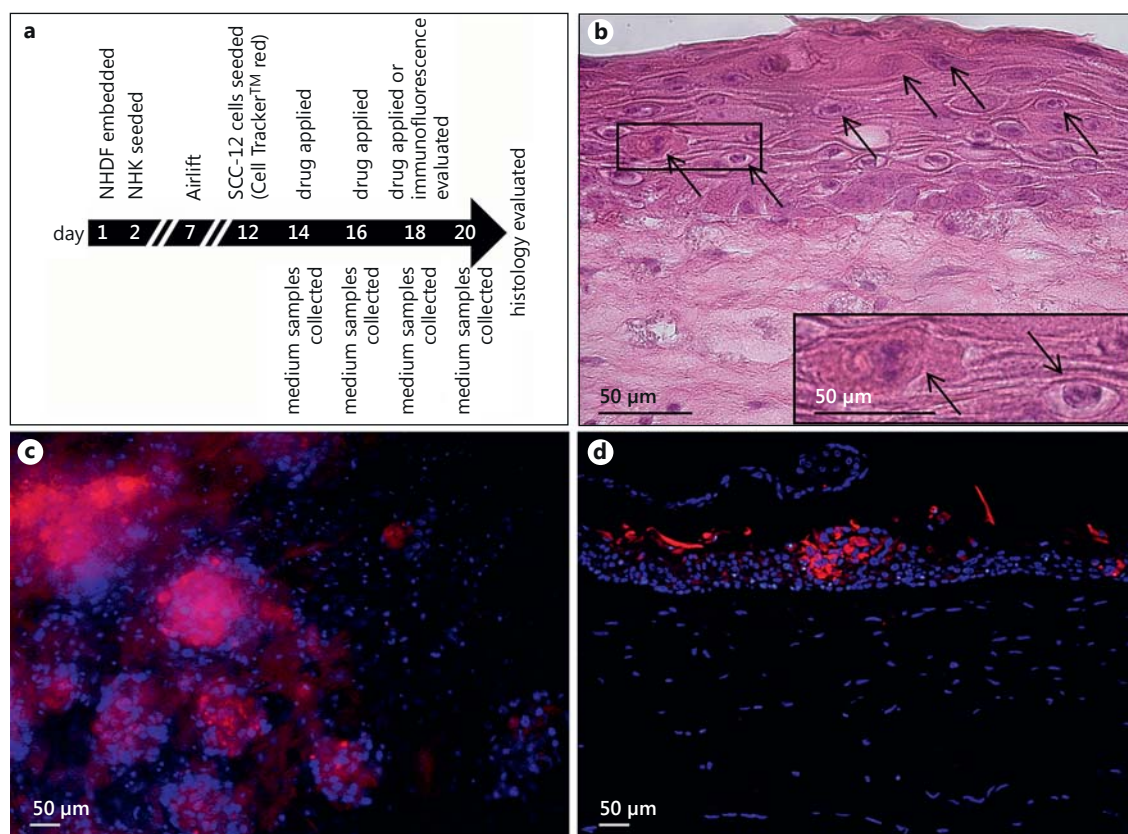 a
NHDF embedded
NHK seeded
Airlift
SCC-12 cells seeded
(Cell Tracker™ red)
drug applied
drug applied
drug applied or
immunofluorescence
evaluated
day 1 2 7 12 14 16 18 20
histology evaluated
medium samples
collected
medium samples
collected
medium samples
collected
medium samples
collected
b
50 µm
50 µm
c
50 µm
d
50 µm